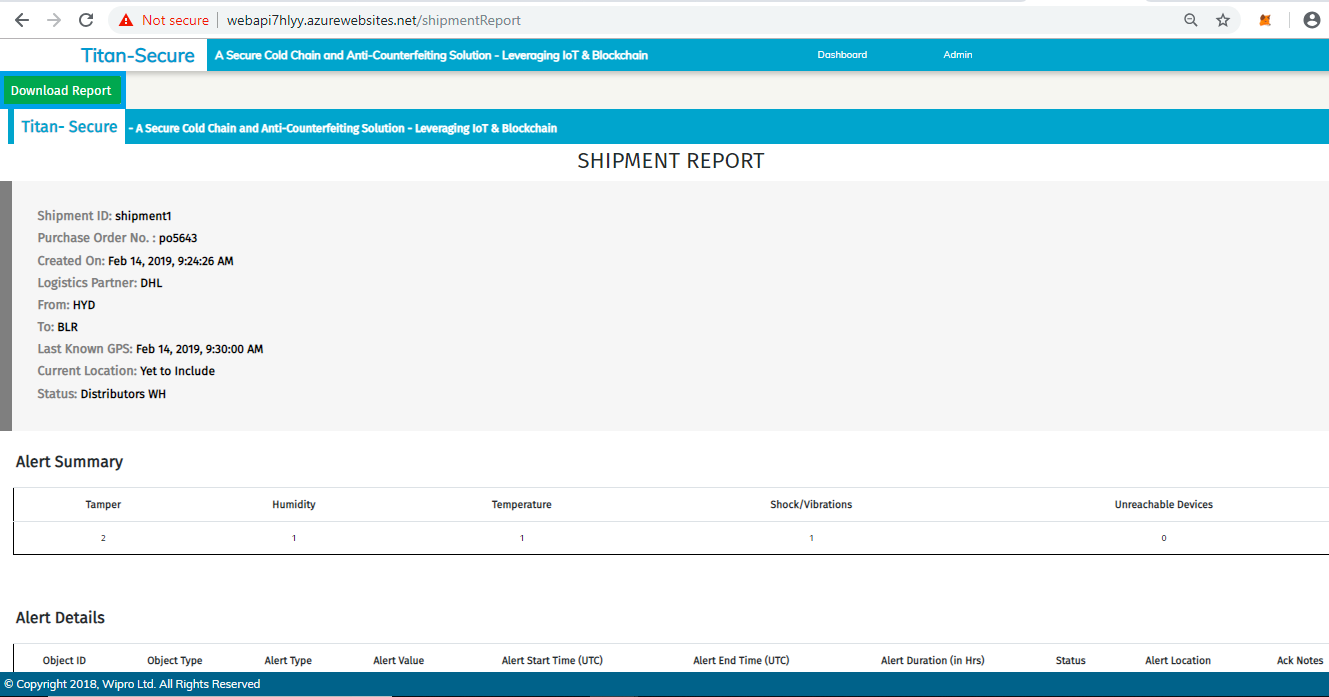 Not secure | webapi7hlyy.azurewebsites.net/shipmentReport
Titan-Secure A Secure Cold Chain and Anti-Counterfeiting Solution - Leveraging IoT & Blockchain Dashboard Admin
Download Report
Titan- Secure - A Secure Cold Chain and Anti-Counterfeiting Solution - Leveraging IoT & Blockchain
SHIPMENT REPORT
Shipment ID: shipment1
Purchase Order No. : po5643
Created On: Feb 14, 2019, 9:24:26 AM
Logistics Partner: DHL
From: HYD
To: BLR
Last Known GPS: Feb 14, 2019, 9:30:00 AM
Current Location: Yet to Include
Status: Distributors WH
Alert Summary
Tamper Humidity Temperature Shock/Vibrations Unreachable Devices
2 1 1 1 0
Alert Details
Object ID Object Type Alert Type Alert Value Alert Start Time (UTC) Alert End Time (UTC) Alert Duration (in Hrs) Status Alert Location Ack Notes
© Copyright 2018, Wipro Ltd. All Rights Reserved